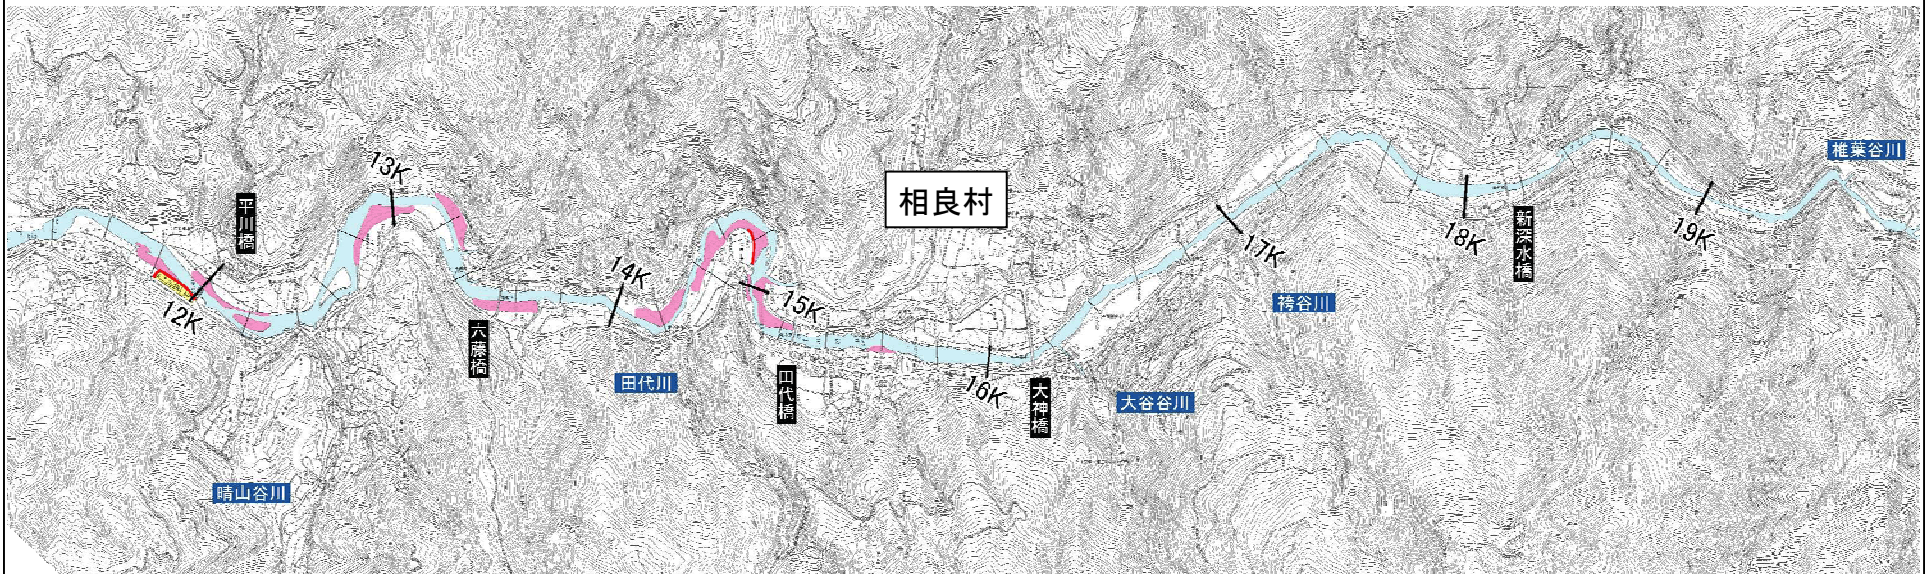 平川橋
13K
12K
晴山谷川
六藤橋
14K
田代川
15K
田代橋
相良村
16K
大神橋
大谷谷川
17K
袴谷川
18K
新深水橋
19K
椎葉谷川